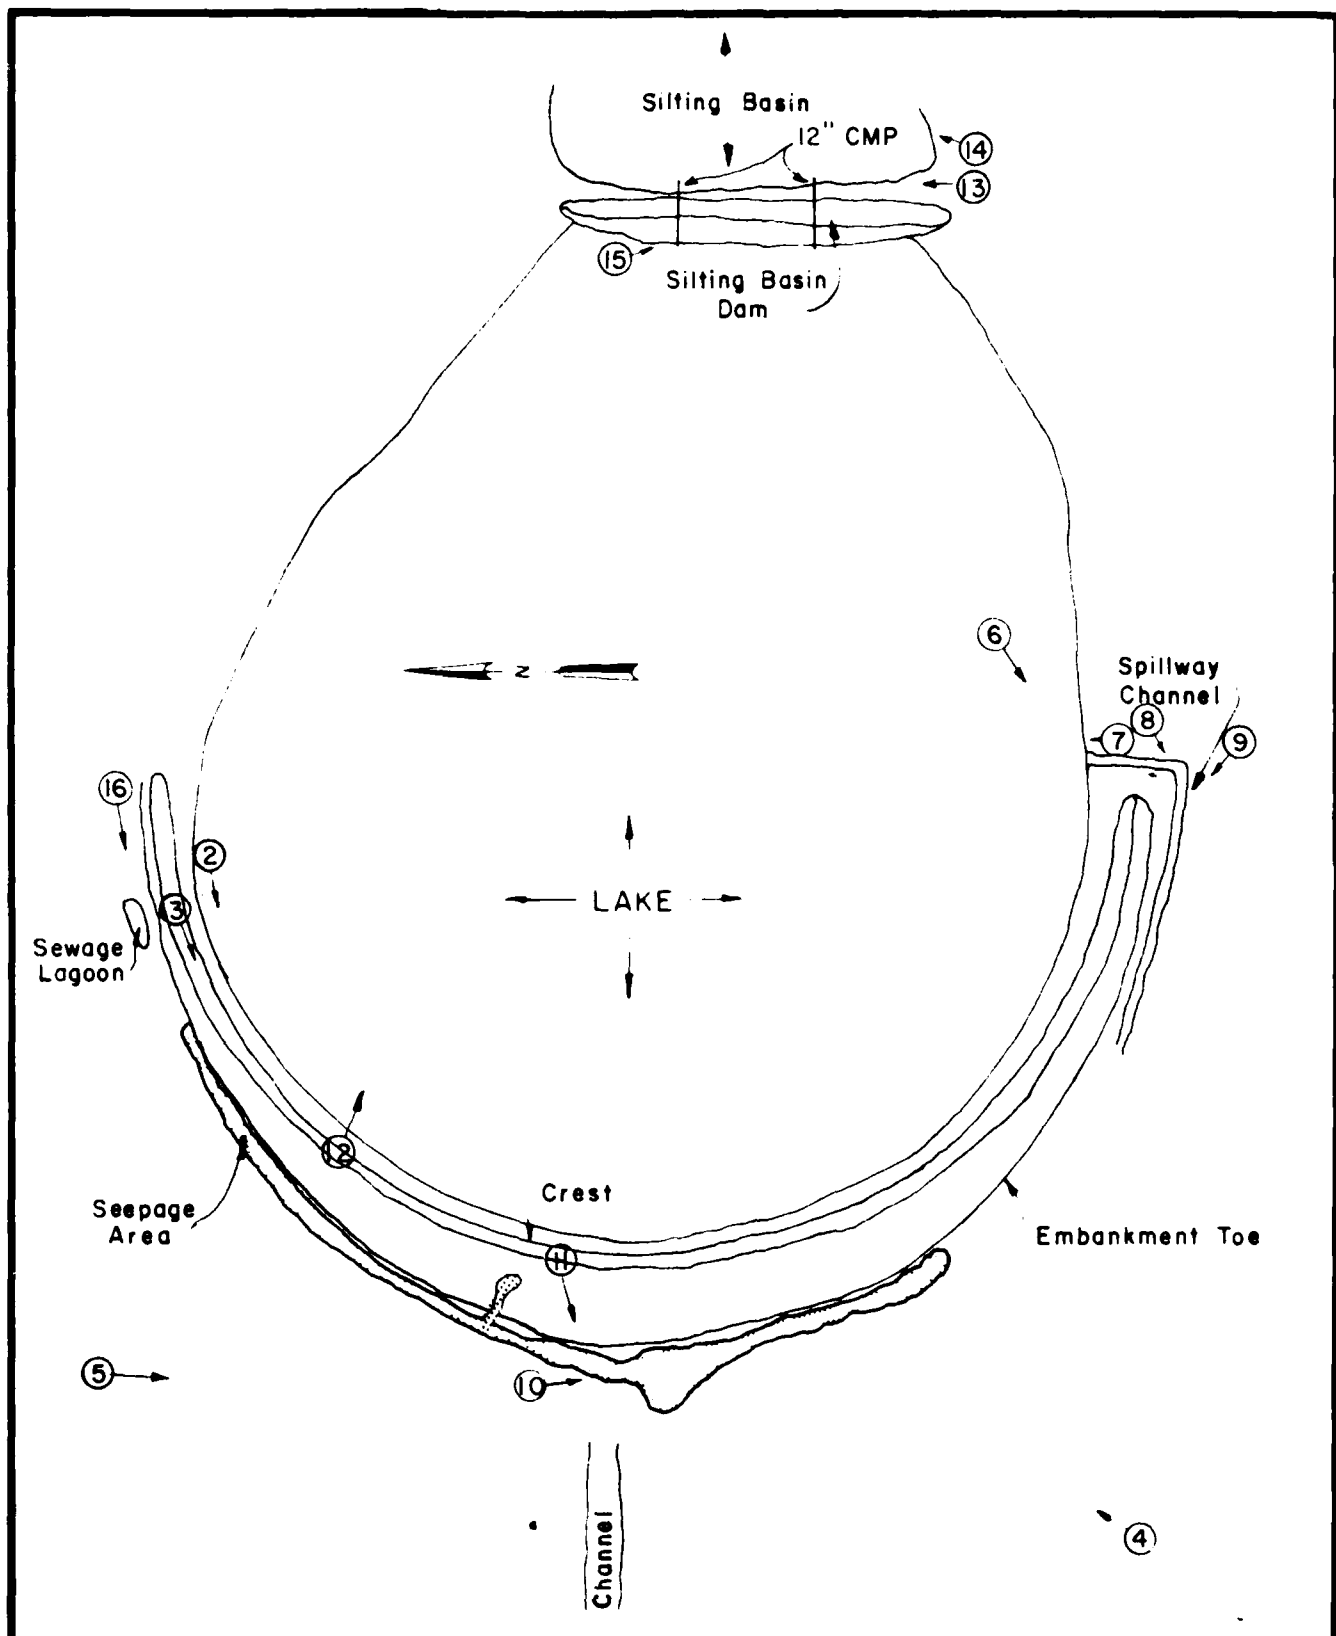 Silting Basin
12" CMP
14
13
15
Silting Basin
Dam
6
Spillway
Channel
8
7
9
N
16
2
LAKE
3
Sewage
Lagoon
12
Crest
Seepage
Area
11
Embankment Toe
5
10
Channel
4